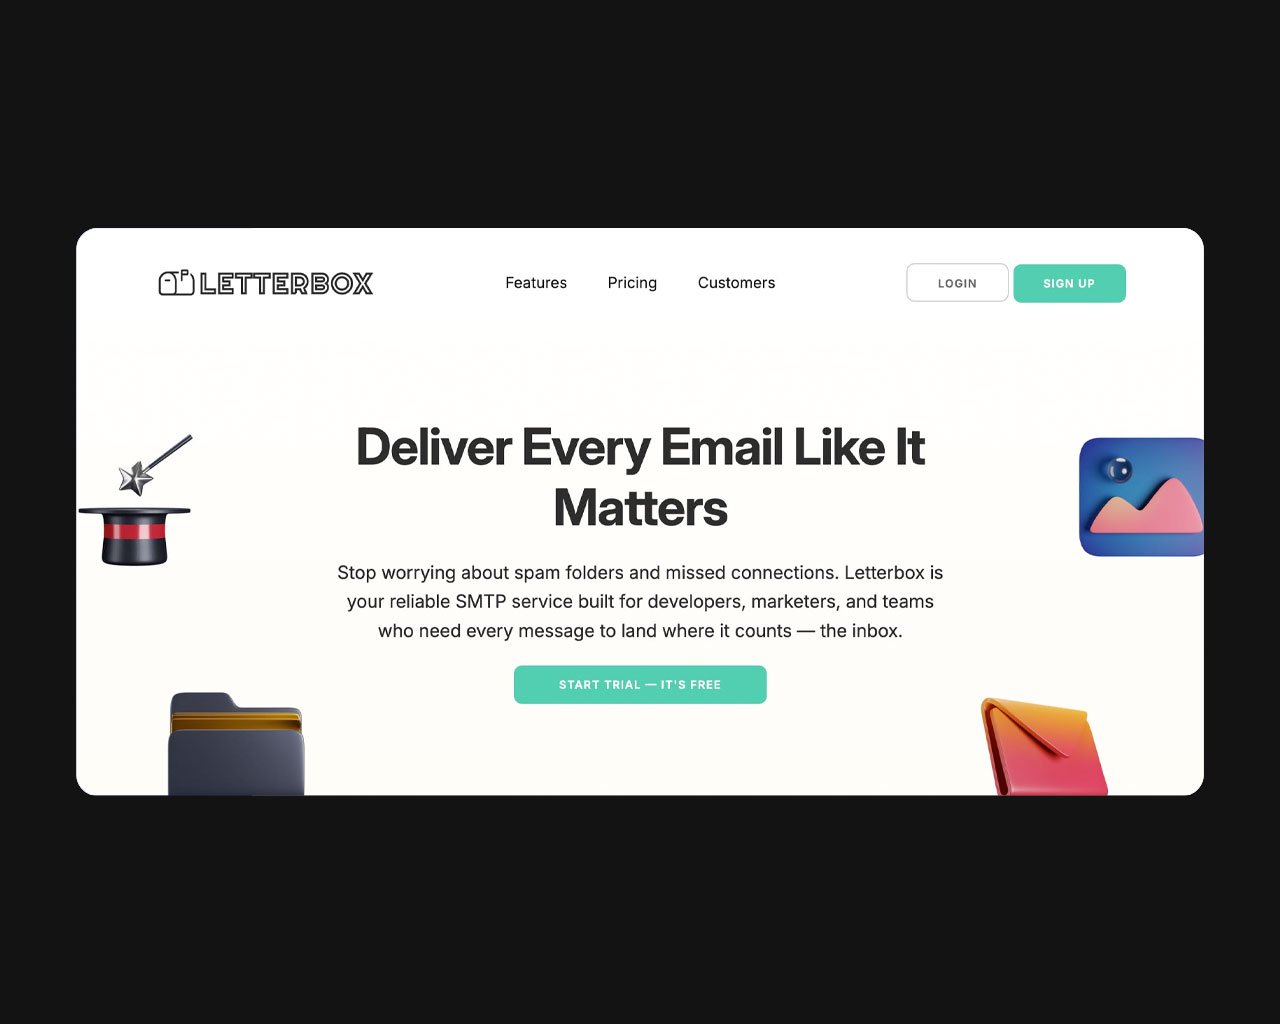 LETTERBOX
Features
Pricing
Customers
LOGIN
SIGN UP
Deliver Every Email Like It
Matters
Stop worrying about spam folders and missed connections. Letterbox is
your reliable SMTP service built for developers, marketers, and teams
who need every message to land where it counts — the inbox.
START TRIAL — IT'S FREE